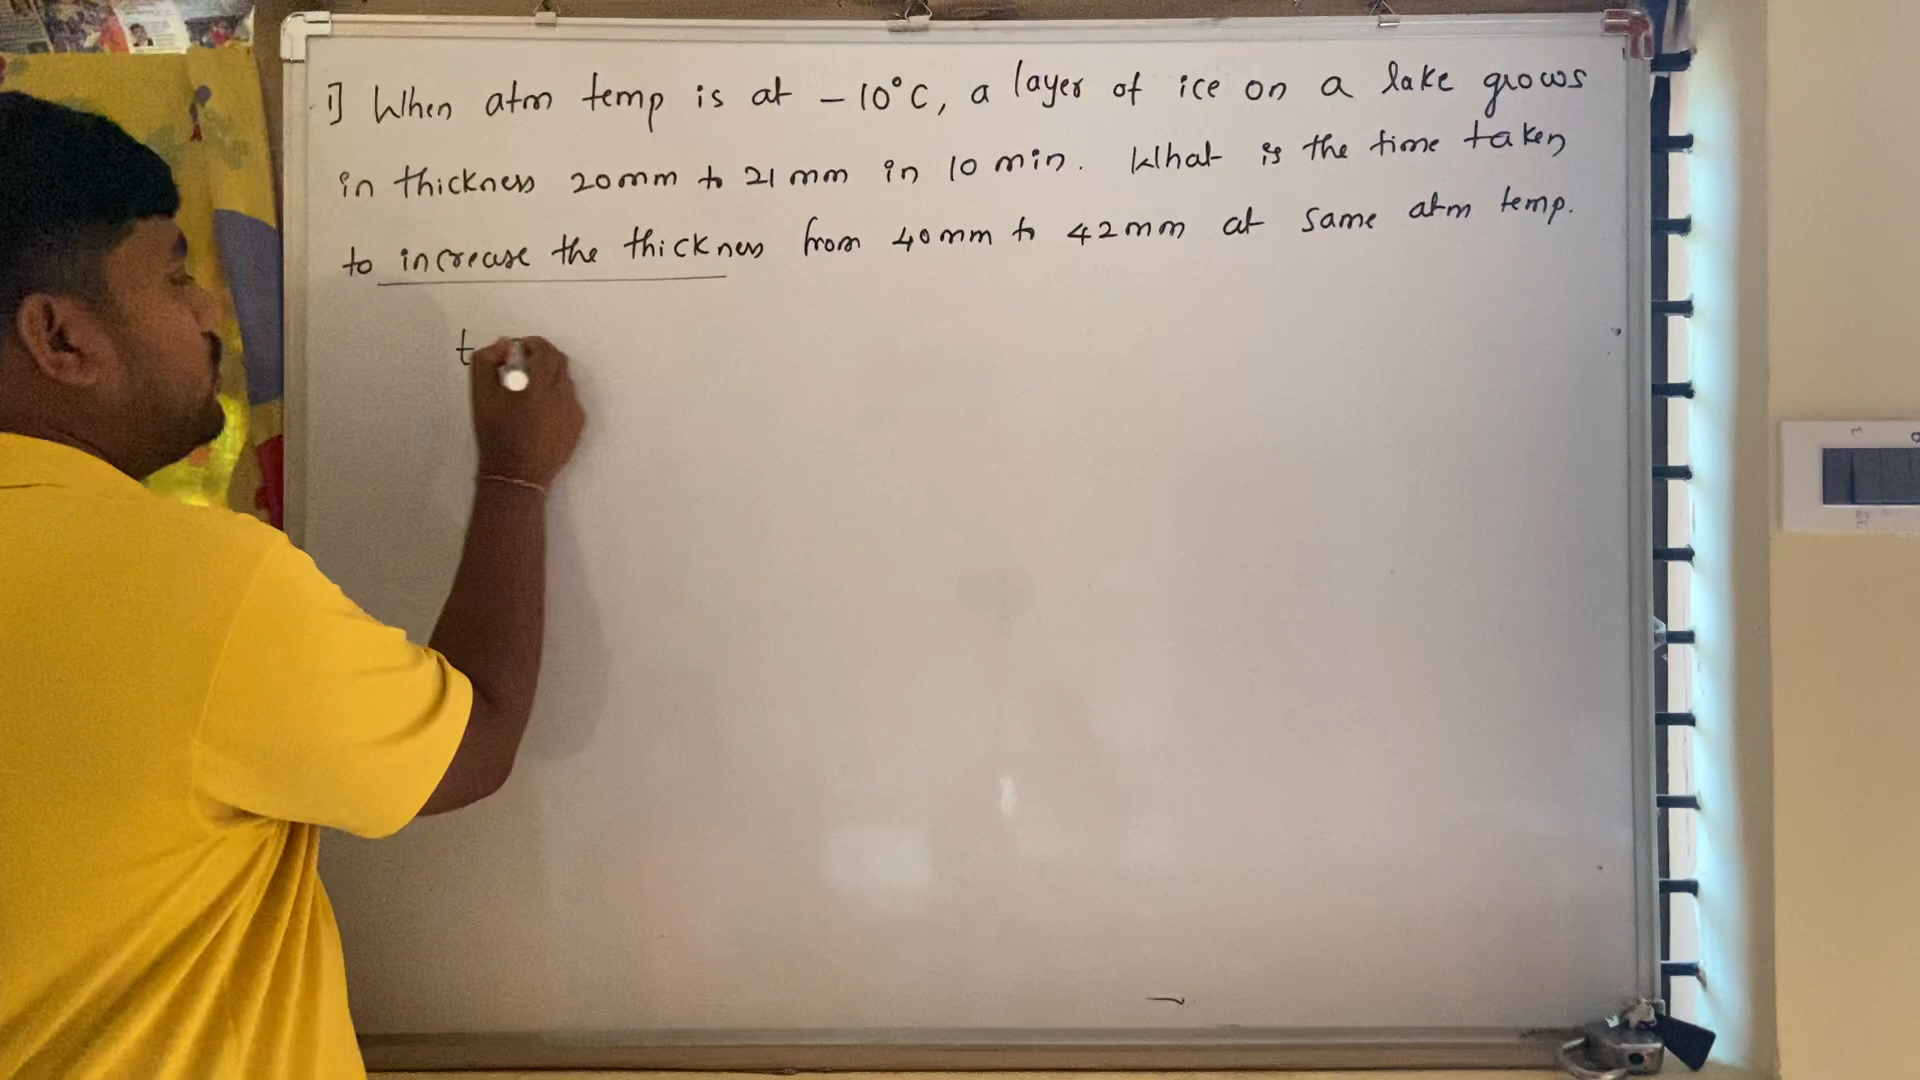 1] When atm temp is at -10°C, a layer of ice on a lake grows
in thickness 20mm to 21mm in 10 min. What is the time taken
to increase the thickness from 40mm to 42mm at same atm temp.
t